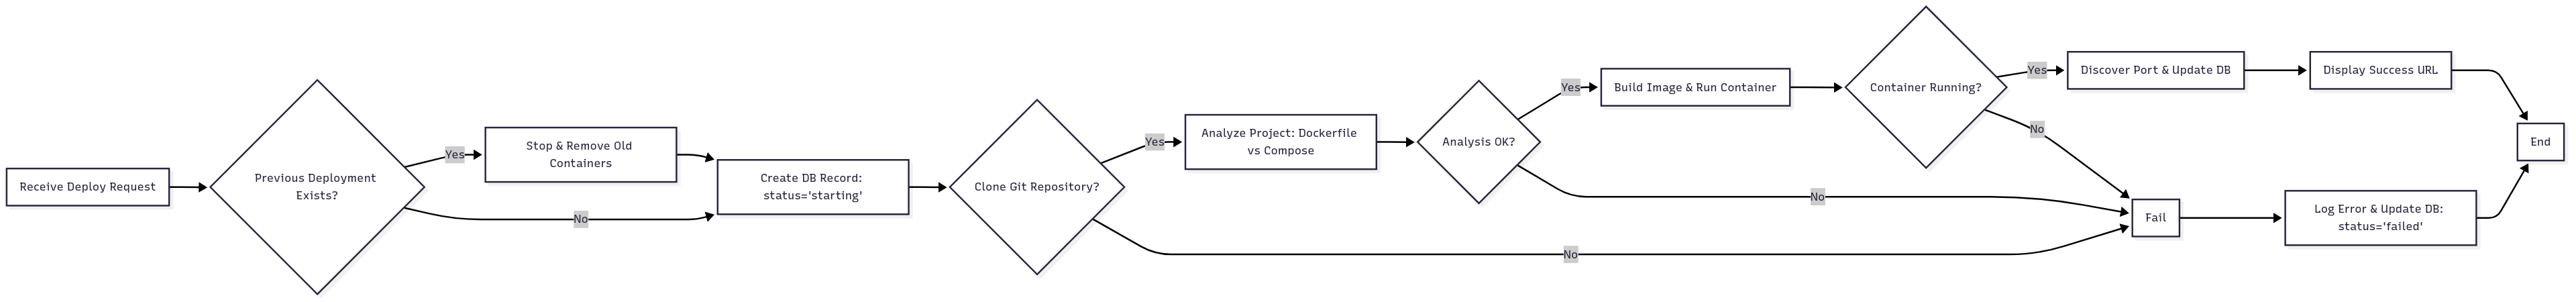 Receive Deploy Request
Previous Deployment
Exists?
Yes
No
Stop & Remove Old
Containers
Create DB Record:
status='starting'
Clone Git Repository?
Yes
No
Analyze Project: Dockerfile
vs Compose
Analysis OK?
Yes
No
Build Image & Run Container
Container Running?
Yes
No
Discover Port & Update DB
Display Success URL
Fail
Log Error & Update DB:
status='failed'
End